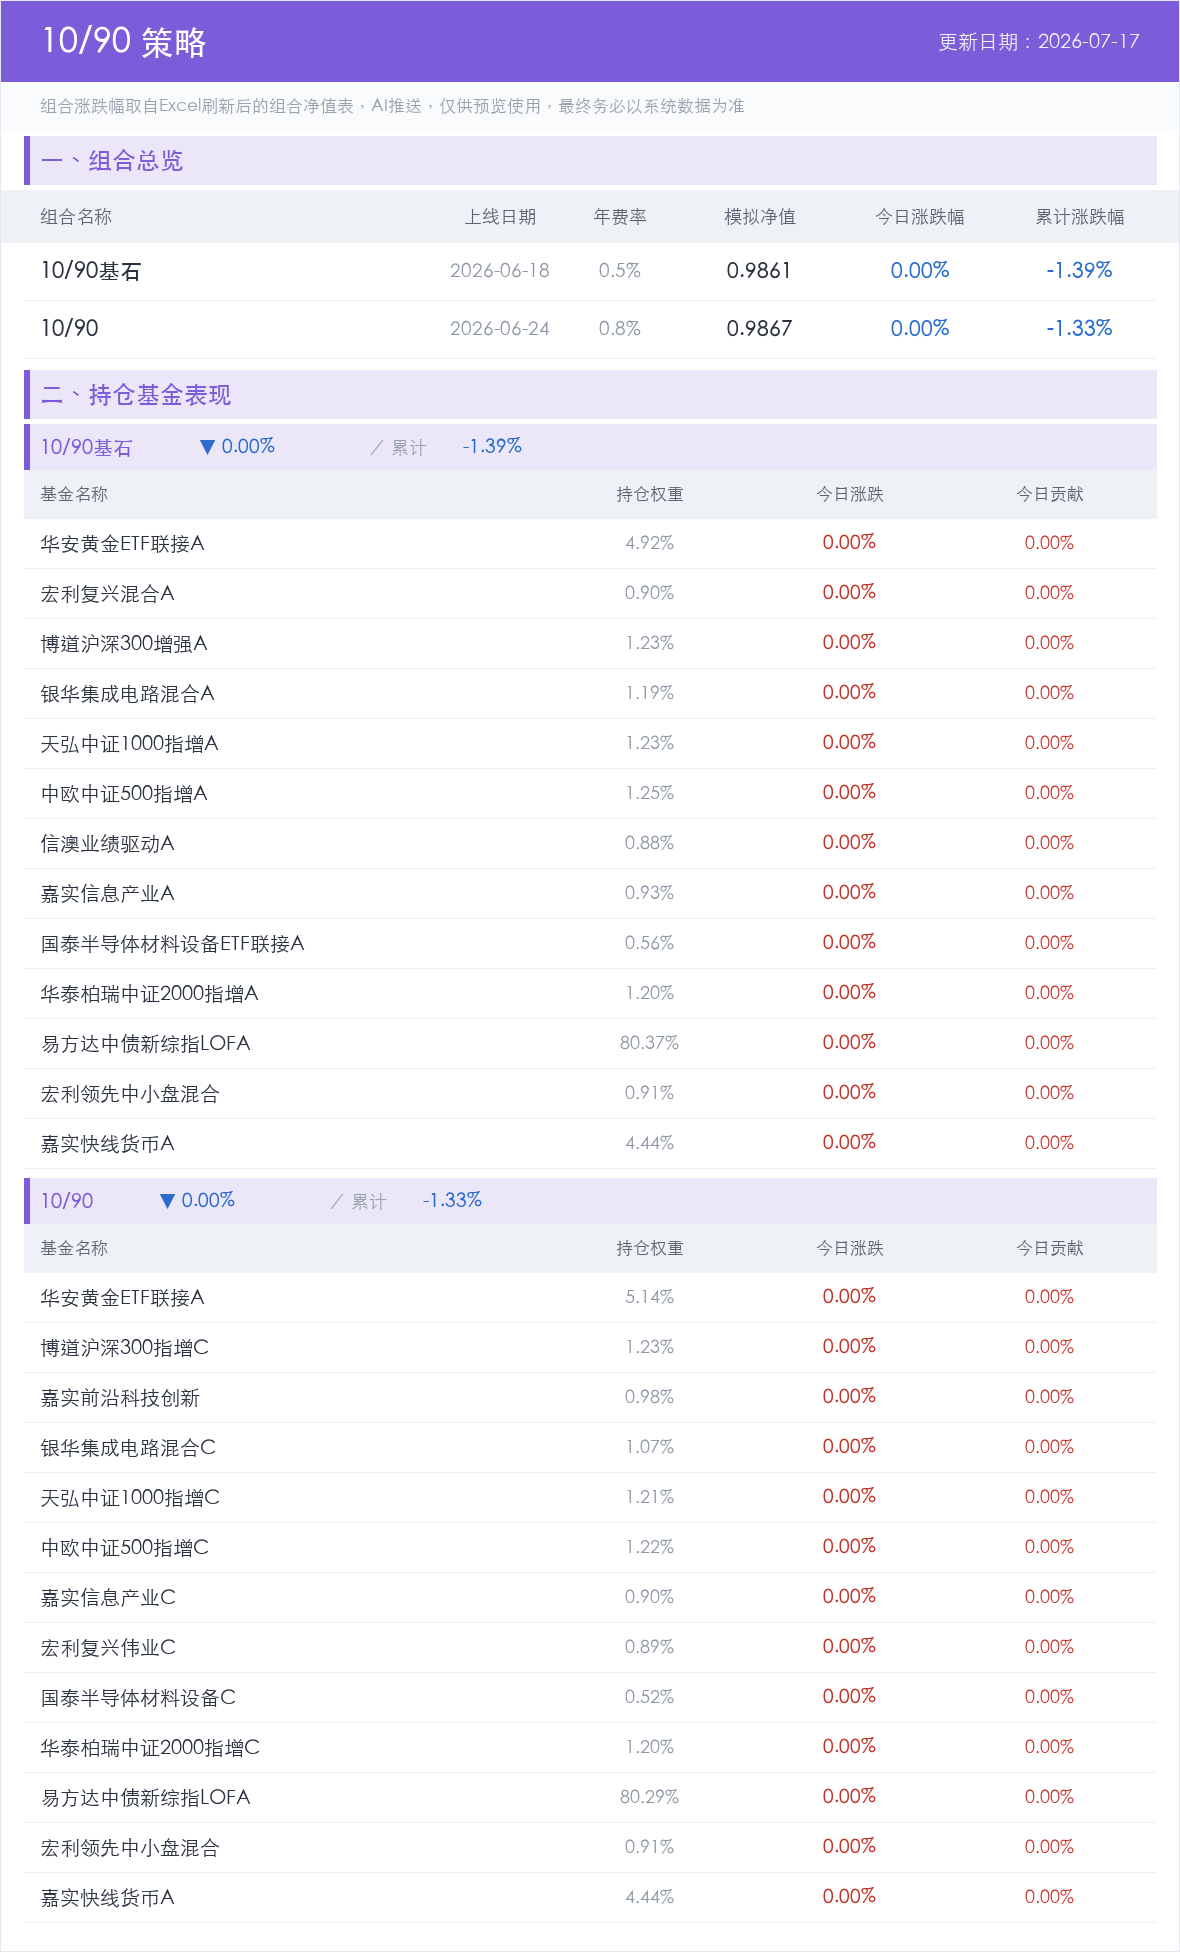 10/90 策略 更新日期：2026-07-17
组合涨跌幅取自Excel刷新后的组合净值表，AI推送，仅供预览使用，最终务必以系统数据为准
一、组合总览
组合名称 上线日期 年费率 模拟净值 今日涨跌幅 累计涨跌幅
10/90基石 2026-06-18 0.5% 0.9861 0.00% -1.39%
10/90 2026-06-24 0.8% 0.9867 0.00% -1.33%
二、持仓基金表现
10/90基石 ▼ 0.00% / 累计 -1.39%
基金名称 持仓权重 今日涨跌 今日贡献
华安黄金ETF联接A 4.92% 0.00% 0.00%
宏利复兴混合A 0.90% 0.00% 0.00%
博道沪深300增强A 1.23% 0.00% 0.00%
银华集成电路混合A 1.19% 0.00% 0.00%
天弘中证1000指增A 1.23% 0.00% 0.00%
中欧中证500指增A 1.25% 0.00% 0.00%
信澳业绩驱动A 0.88% 0.00% 0.00%
嘉实信息产业A 0.93% 0.00% 0.00%
国泰半导体材料设备ETF联接A 0.56% 0.00% 0.00%
华泰柏瑞中证2000指增A 1.20% 0.00% 0.00%
易方达中债新综指LOFA 80.37% 0.00% 0.00%
宏利领先中小盘混合 0.91% 0.00% 0.00%
嘉实快线货币A 4.44% 0.00% 0.00%
10/90 ▼ 0.00% / 累计 -1.33%
基金名称 持仓权重 今日涨跌 今日贡献
华安黄金ETF联接A 5.14% 0.00% 0.00%
博道沪深300指增C 1.23% 0.00% 0.00%
嘉实前沿科技创新 0.98% 0.00% 0.00%
银华集成电路混合C 1.07% 0.00% 0.00%
天弘中证1000指增C 1.21% 0.00% 0.00%
中欧中证500指增C 1.22% 0.00% 0.00%
嘉实信息产业C 0.90% 0.00% 0.00%
宏利复兴伟业C 0.89% 0.00% 0.00%
国泰半导体材料设备C 0.52% 0.00% 0.00%
华泰柏瑞中证2000指增C 1.20% 0.00% 0.00%
易方达中债新综指LOFA 80.29% 0.00% 0.00%
宏利领先中小盘混合 0.91% 0.00% 0.00%
嘉实快线货币A 4.44% 0.00% 0.00%